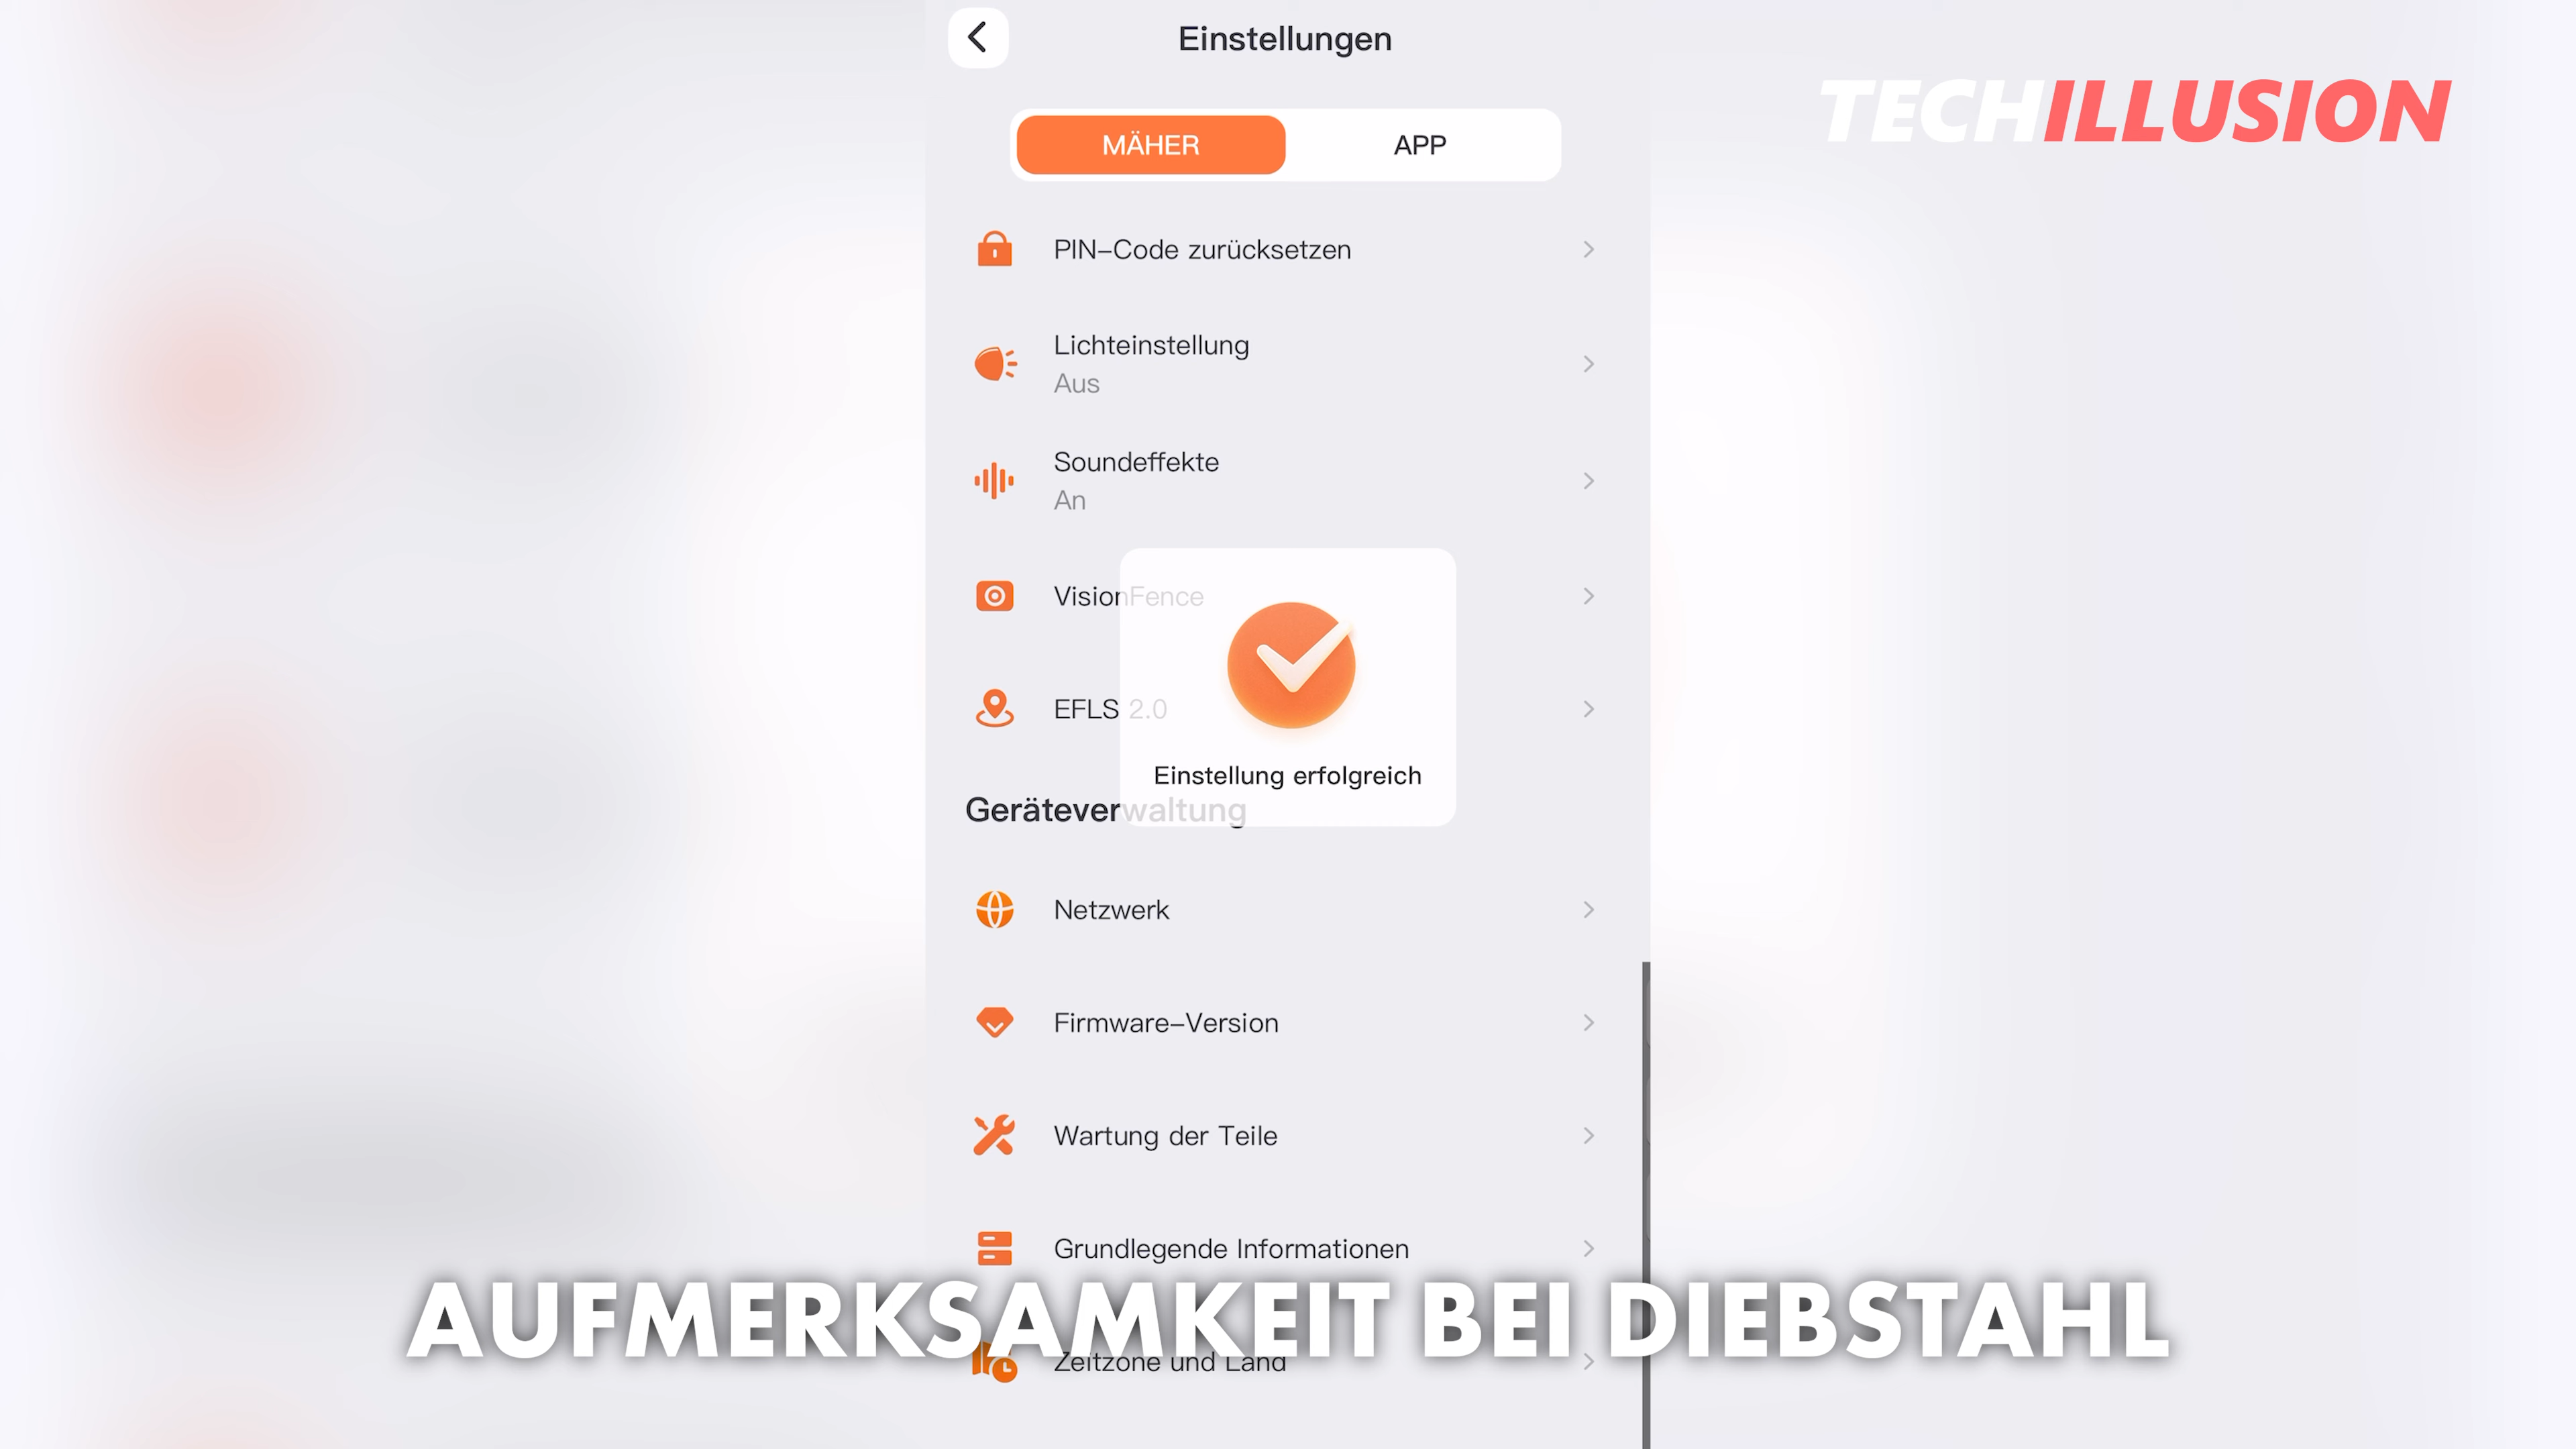 Einstellungen
TECHILLUSION
MÄHER
APP
PIN-Code zurücksetzen
Lichteinstellung
Aus
Soundeffekte
An
VisionFence
EFLS 2.0
Einstellung erfolgreich
Geräteverwaltung
Netzwerk
Firmware-Version
Wartung der Teile
Grundlegende Informationen
AUFMERKSAMKEIT BEI DIEBSTAHL
Zeitzone und Land